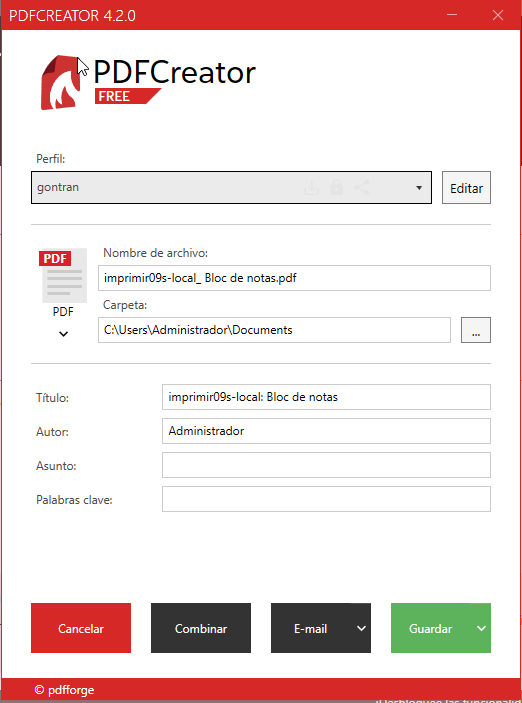 PDFCREATOR 4.2.0
PDFCreator
FREE
Perfil:
gontran
Editar
PDF
Nombre de archivo:
imprimir09s-local_ Bloc de notas.pdf
PDF
Carpeta:
C:\Users\Administrador\Documents
...
Título:
imprimir09s-local: Bloc de notas
Autor:
Administrador
Asunto:
Palabras clave:
Cancelar
Combinar
E-mail
Guardar
© pdfforge